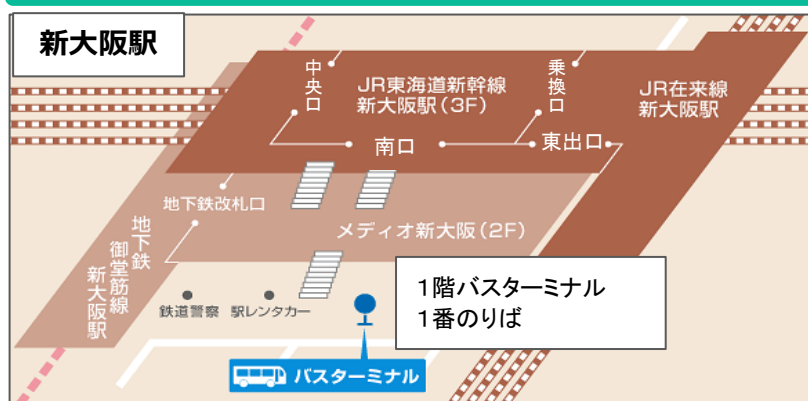 新大阪駅
中央口
JR東海道新幹線
新大阪駅(3F)
乗換口
JR在来線
新大阪駅
南口
東出口
地下鉄改札口
メディオ新大阪(2F)
地下鉄
御堂筋線
新大阪駅
鉄道警察
駅レンタカー
1階バスターミナル
1番のりば
バスターミナル